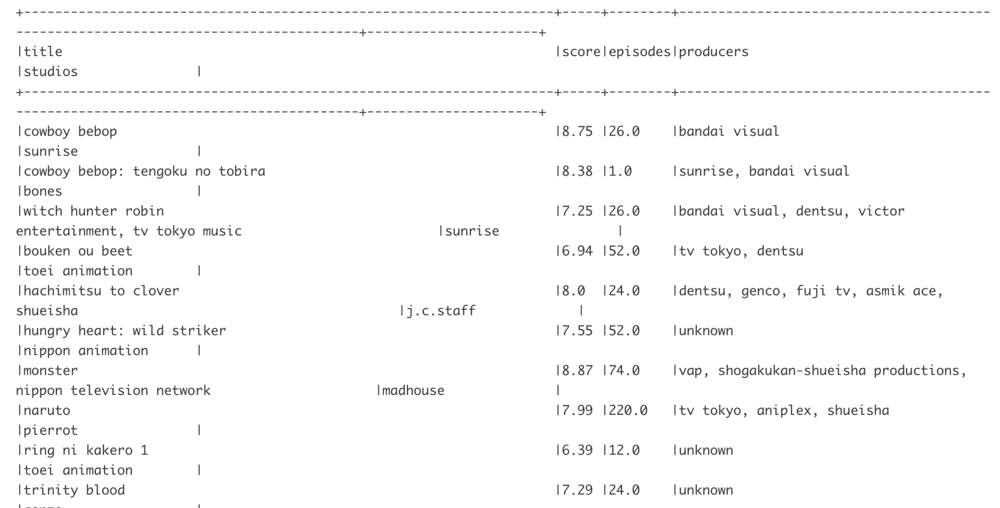 +--------------------------------------------------------------------+-----+--------+----------------------------------------
--------------------------------------------+----------------------+
|title                                                               |score|episodes|producers
|studios               |
+--------------------------------------------------------------------+-----+--------+----------------------------------------
--------------------------------------------+----------------------+
|cowboy bebop                                                        |8.75 |26.0    |bandai visual
|sunrise               |
|cowboy bebop: tengoku no tobira                                     |8.38 |1.0     |sunrise, bandai visual
|bones                 |
|witch hunter robin                                                  |7.25 |26.0    |bandai visual, dentsu, victor
entertainment, tv tokyo music                         |sunrise               |
|bouken ou beet                                                      |6.94 |52.0    |tv tokyo, dentsu
|toei animation        |
|hachimitsu to clover                                                |8.0  |24.0    |dentsu, genco, fuji tv, asmik ace,
shueisha                                         |j.c.staff             |
|hungry heart: wild striker                                          |7.55 |52.0    |unknown
|nippon animation      |
|monster                                                             |8.87 |74.0    |vap, shogakukan-shueisha productions,
nippon television network                     |madhouse              |
|naruto                                                              |7.99 |220.0   |tv tokyo, aniplex, shueisha
|pierrot               |
|ring ni kakero 1                                                    |6.39 |12.0    |unknown
|toei animation        |
|trinity blood                                                       |7.29 |24.0    |unknown